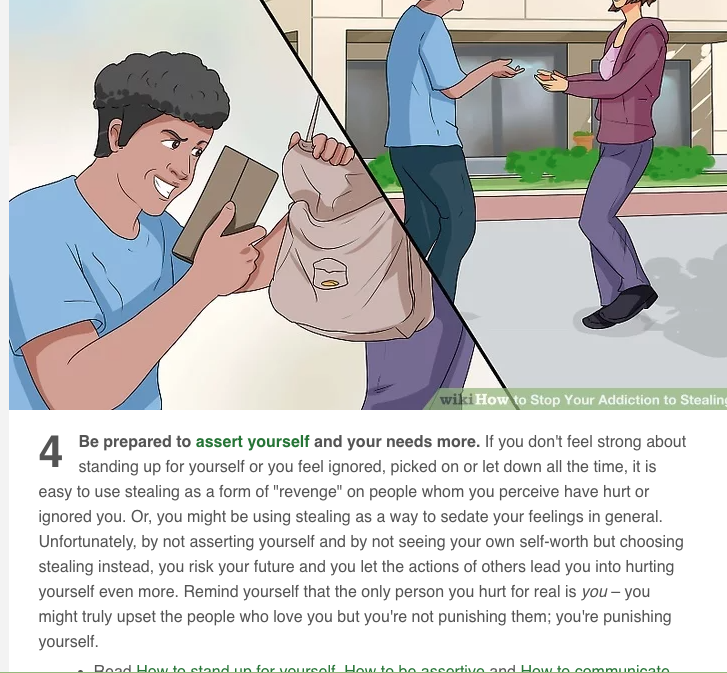 wikiHow to Stop Your Addiction to Stealing
4 Be prepared to assert yourself and your needs more. If you don't feel strong about
standing up for yourself or you feel ignored, picked on or let down all the time, it is
easy to use stealing as a form of "revenge" on people whom you perceive have hurt or
ignored you. Or, you might be using stealing as a way to sedate your feelings in general.
Unfortunately, by not asserting yourself and by not seeing your own self-worth but choosing
stealing instead, you risk your future and you let the actions of others lead you into hurting
yourself even more. Remind yourself that the only person you hurt for real is you – you
might truly upset the people who love you but you're not punishing them; you're punishing
yourself.
• Read How to stand up for yourself, How to be assertive and How to communicate